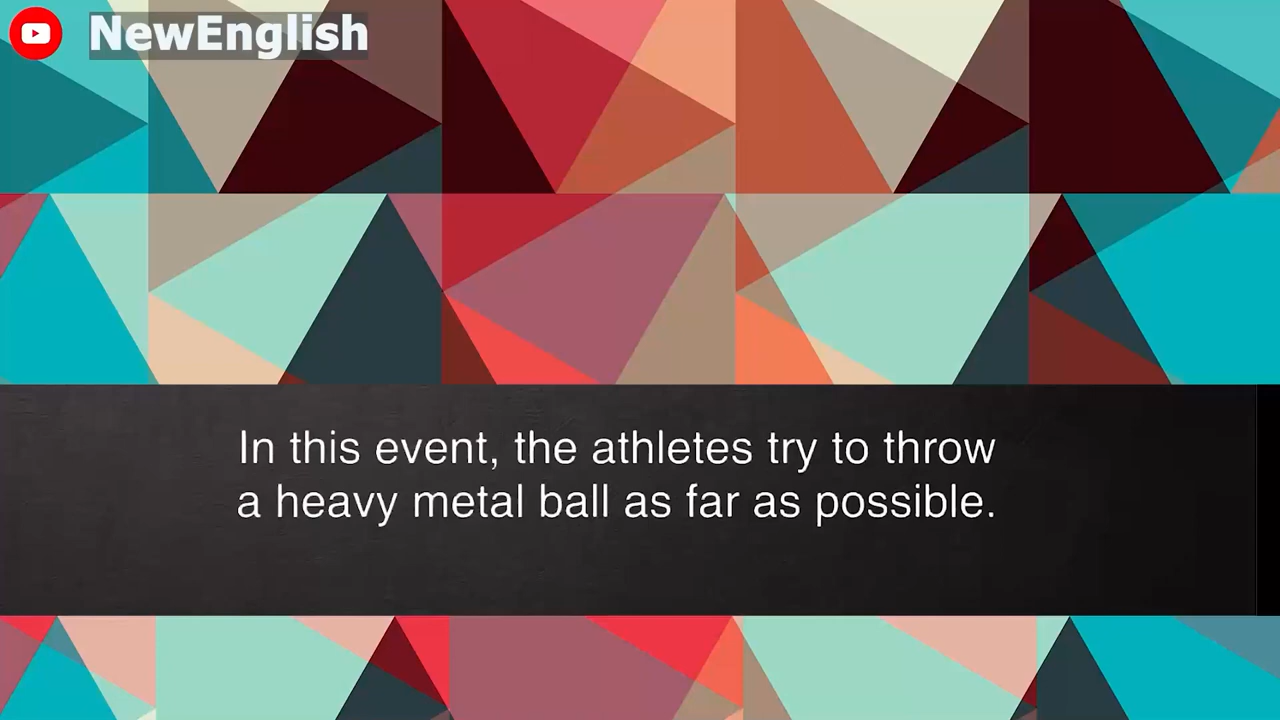 NewEnglish
In this event, the athletes try to throw
a heavy metal ball as far as possible.